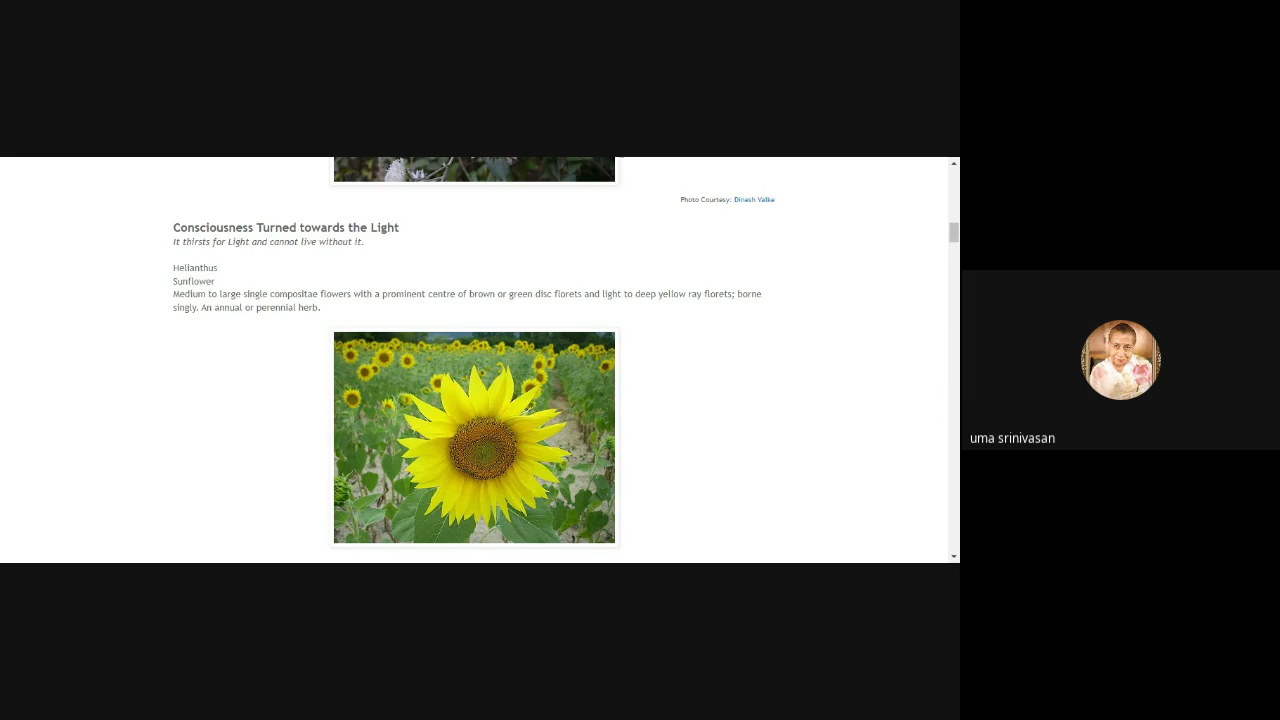 Photo Courtesy: Dinesh Valke
Consciousness Turned towards the Light
It thirsts for Light and cannot live without it.
Helianthus
Sunflower
Medium to large single compositae flowers with a prominent centre of brown or green disc florets and light to deep yellow ray florets; borne
singly. An annual or perennial herb.
uma srinivasan